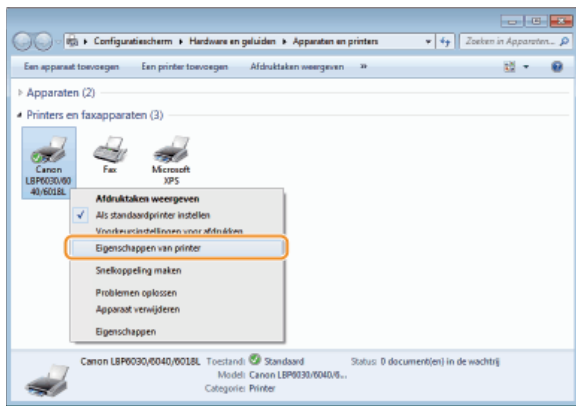 Configuratiescherm ▸ Hardware en geluiden ▸ Apparaten en printers
Zoeken in Apparaten...
Een apparaat toevoegen Een printer toevoegen Afdruktaken weergeven »
Apparaten (2)
Printers en faxapparaten (3)
Canon LBP6030/60 40/6018L
Fax
Microsoft XPS
Afdruktaken weergeven
Als standaardprinter instellen
Voorkeursinstellingen voor afdrukken
Eigenschappen van printer
Snelkoppeling maken
Problemen oplossen
Apparaat verwijderen
Eigenschappen
Canon LBP6030/6040/6018L Toestand: Standaard Status: 0 document(en) in de wachtrij
Model: Canon LBP6030/6040/6...
Categorie: Printer